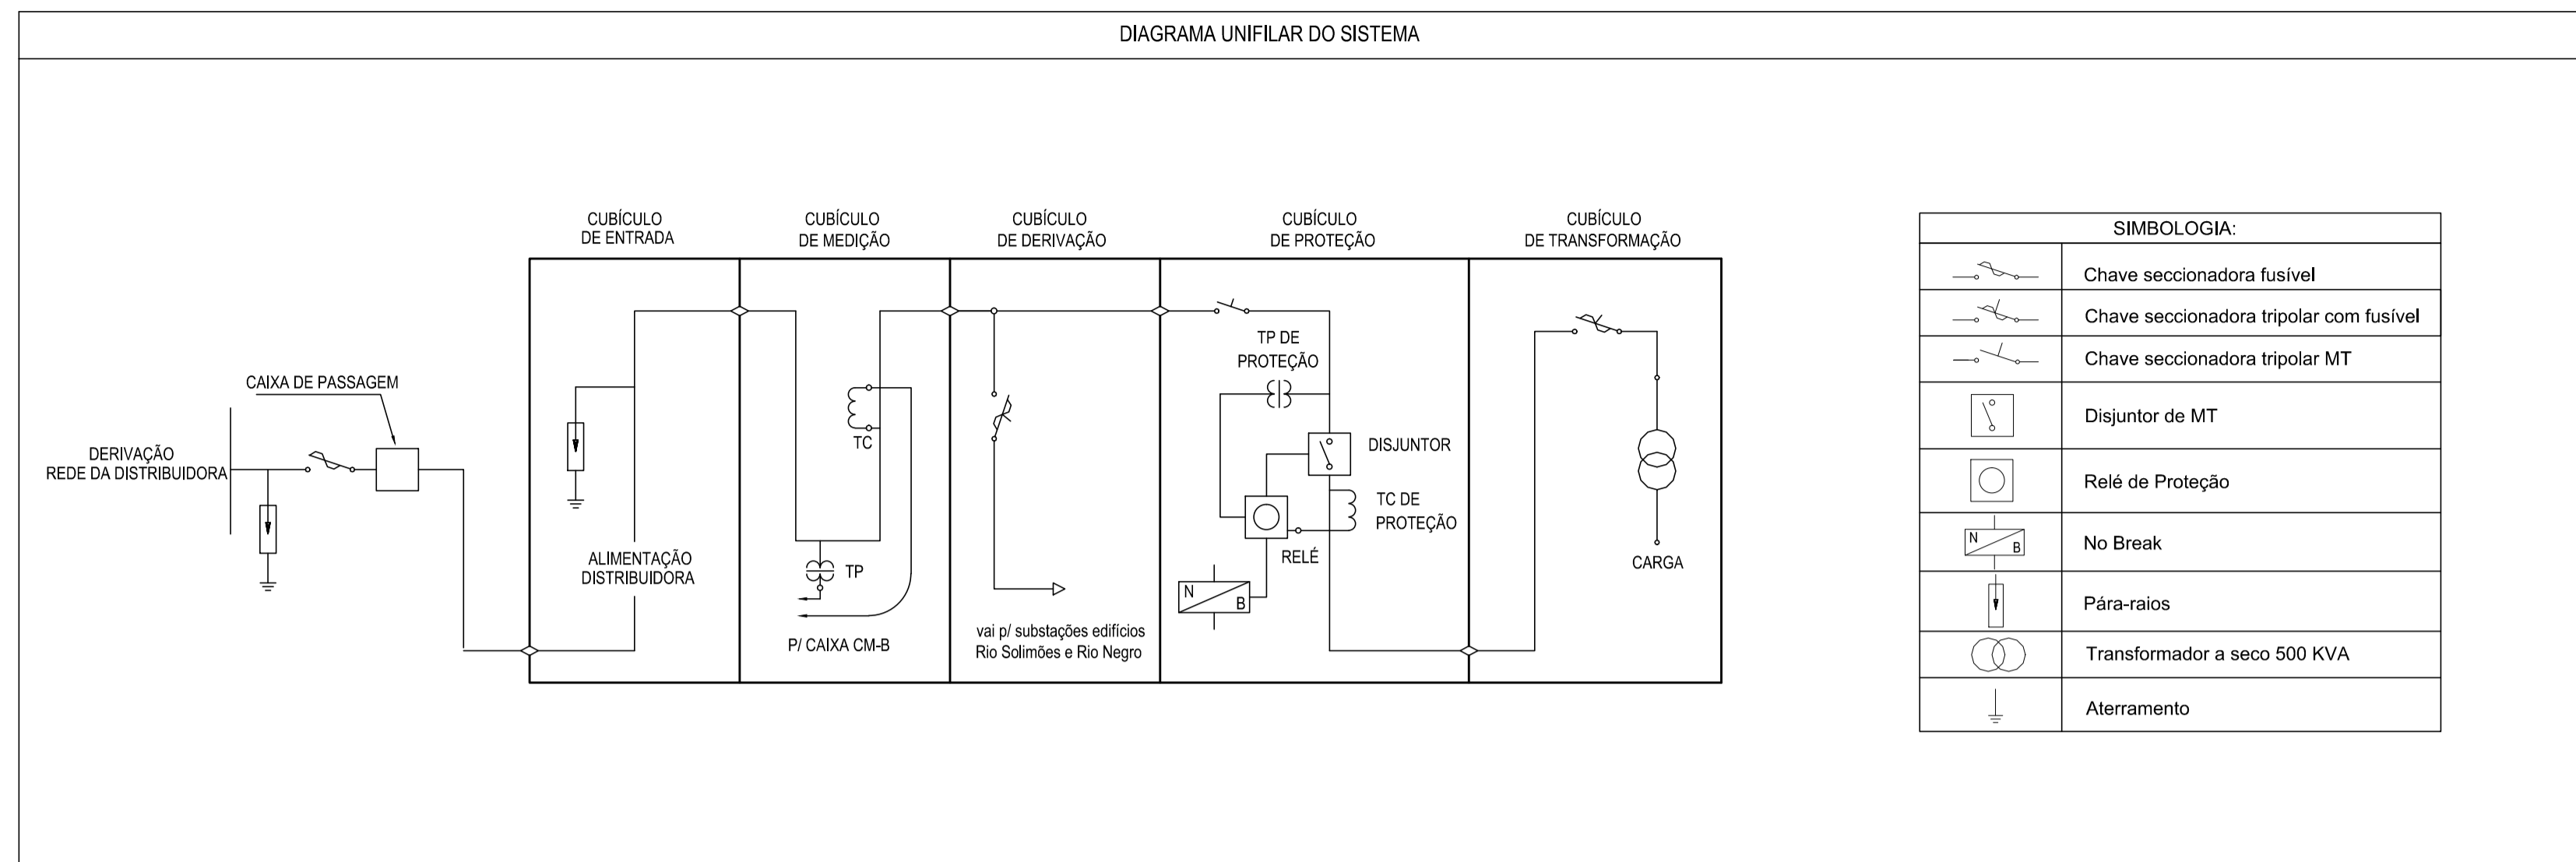 DIAGRAMA UNIFILAR DO SISTEMA
CUBÍCULO
DE ENTRADA
CUBÍCULO
DE MEDIÇÃO
CUBÍCULO
DE DERIVAÇÃO
CUBÍCULO
DE PROTEÇÃO
CUBÍCULO
DE TRANSFORMAÇÃO
CAIXA DE PASSAGEM
DERIVAÇÃO
REDE DA DISTRIBUIDORA
ALIMENTAÇÃO
DISTRIBUIDORA
TC
TP
P/ CAIXA CM-B
vai p/ substações edifícios
Rio Solimões e Rio Negro
TP DE
PROTEÇÃO
DISJUNTOR
TC DE
PROTEÇÃO
RELÉ
N
B
CARGA
SIMBOLOGIA:
Chave seccionadora fusível
Chave seccionadora tripolar com fusível
Chave seccionadora tripolar MT
Disjuntor de MT
Relé de Proteção
N
B
No Break
Pára-raios
Transformador a seco 500 KVA
Aterramento